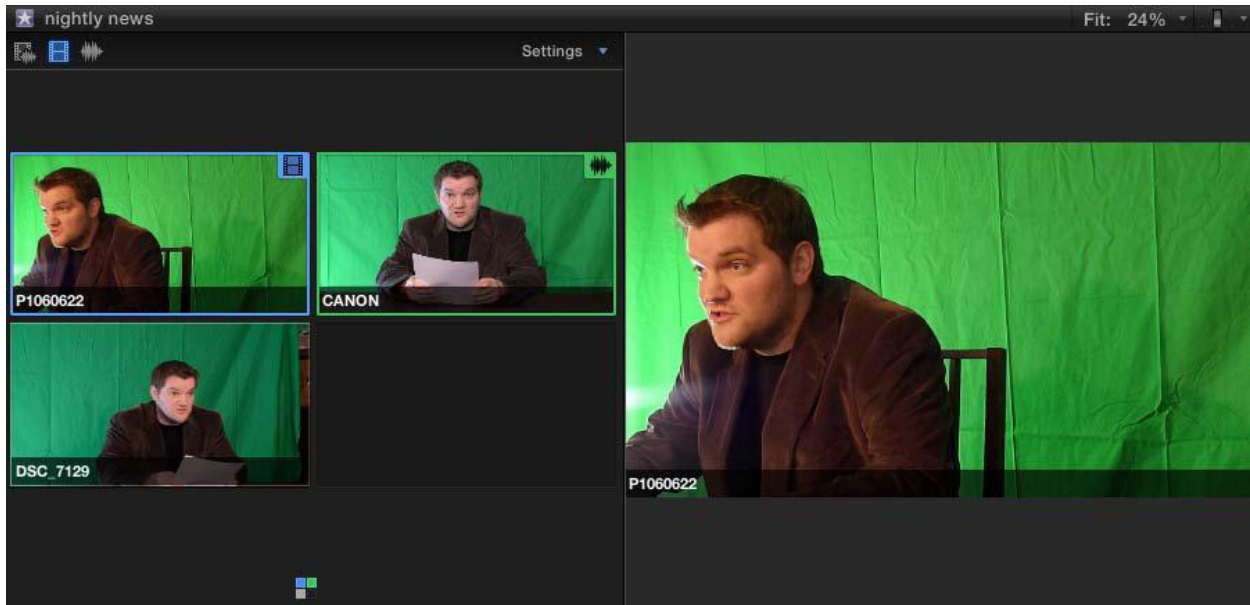 nightly news
Fit: 24%
Settings
P1060622
CANON
DSC_7129
P1060622